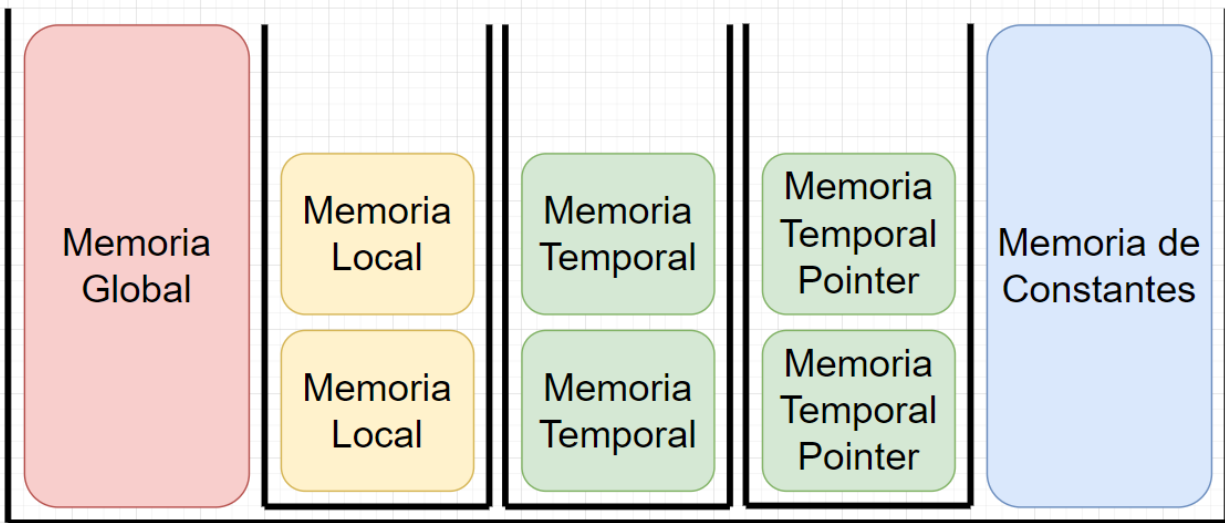 Memoria
Global
Memoria
Local
Memoria
Local
Memoria
Temporal
Memoria
Temporal
Memoria
Temporal
Pointer
Memoria
Temporal
Pointer
Memoria de
Constantes